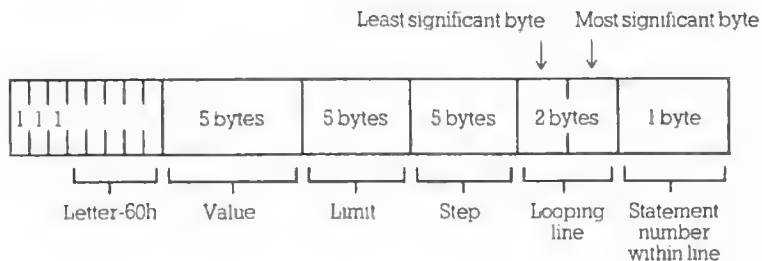 Least significant byte Most significant byte
1 1 1 5 bytes 5 bytes 5 bytes 2 bytes 1 byte
Letter-60h Value Limit Step Looping line Statement number within line